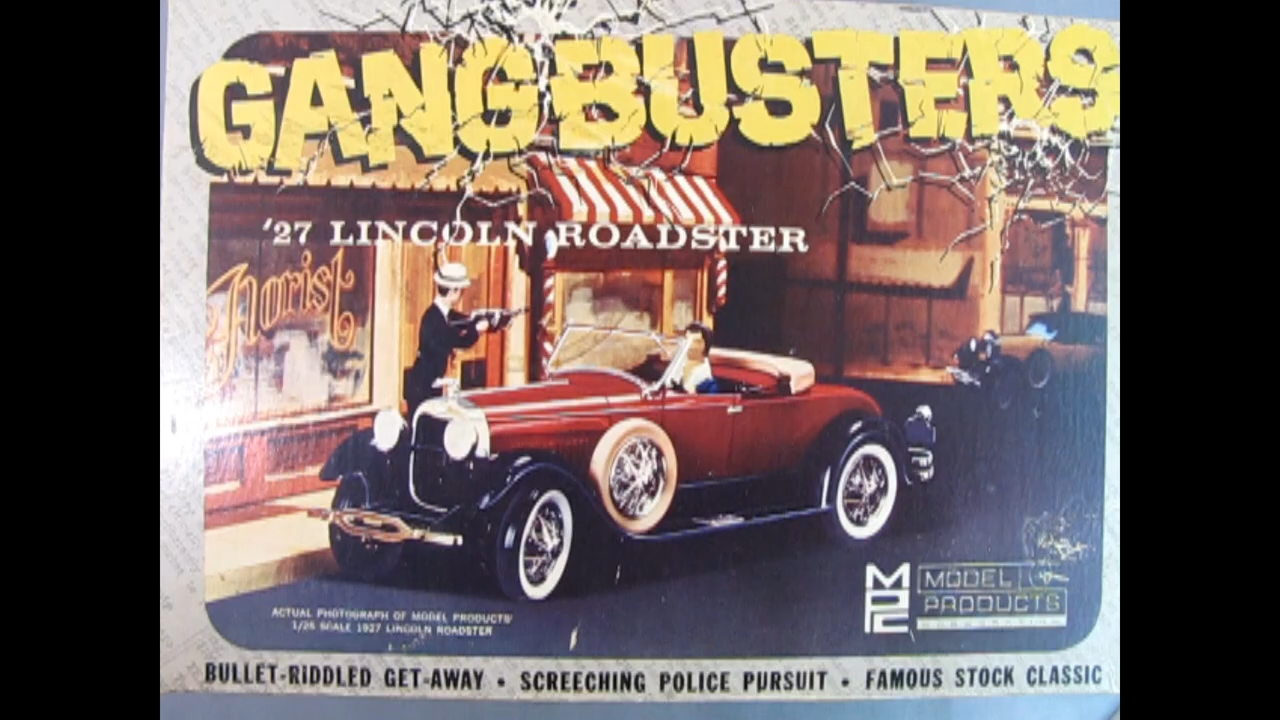 GANGBUSTERS
'27 LINCOLN ROADSTER
Florist
ACTUAL PHOTOGRAPH OF MODEL PRODUCTS'
1/25 SCALE 1927 LINCOLN ROADSTER
MPC
MODEL
PRODUCTS
CORPORATION
BULLET-RIDDLED GET-AWAY • SCREECHING POLICE PURSUIT • FAMOUS STOCK CLASSIC